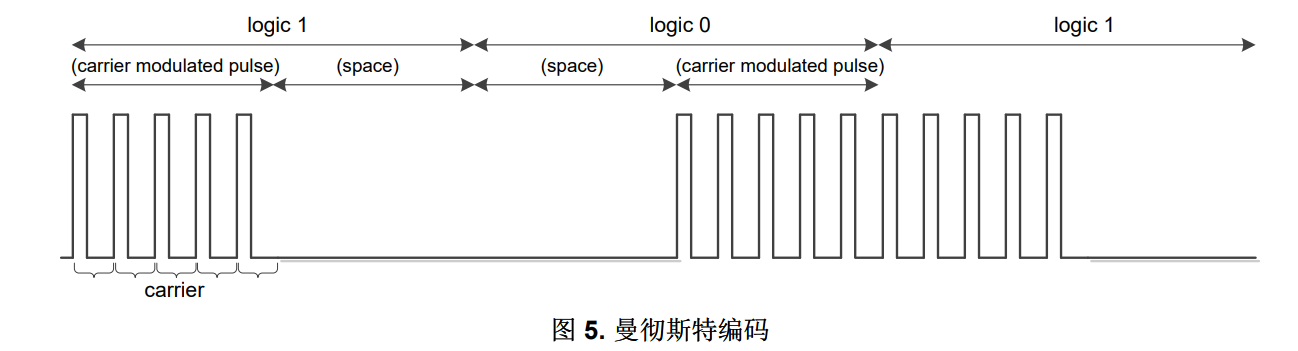 logic 1 logic 0 logic 1
(carrier modulated pulse) (space) (space) (carrier modulated pulse)
carrier
图 5. 曼彻斯特编码